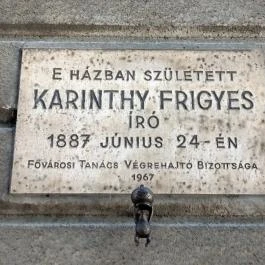 E HÁZBAN SZÜLETETT
KARINTHY FRIGYES
ÍRÓ
1887 JÚNIUS 24-ÉN
FŐVÁROSI TANÁCS VÉGREHAJTÓ BIZOTTSÁGA
1967